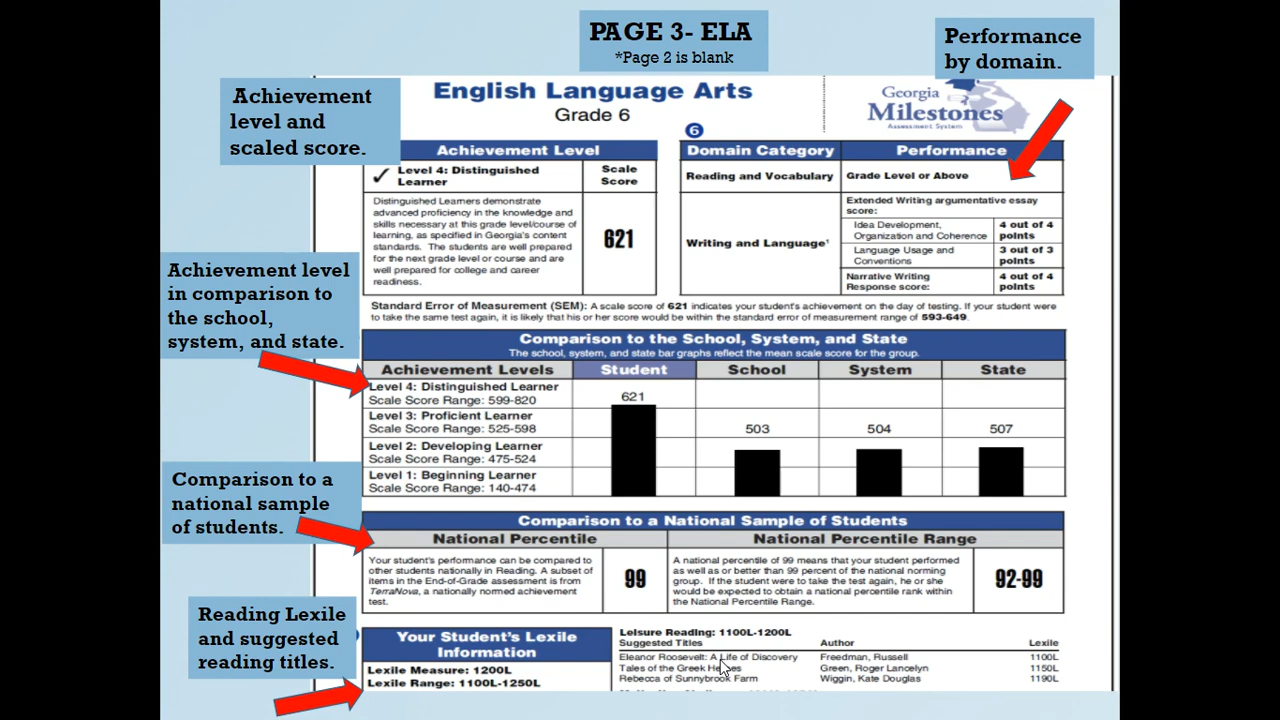 PAGE 3- ELA
*Page 2 is blank
Performance
by domain.
Achievement
level and
scaled score.
English Language Arts
Grade 6
Georgia
Milestones
Assessment System
6
Achievement Level
✓ Level 4: Distinguished
Learner
Scale
Score
Distinguished Learners demonstrate
advanced proficiency in the knowledge and
skills necessary at this grade level/course of
learning, as specified in Georgia's content
standards. The students are well prepared
for the next grade level or course and are
well prepared for college and career
readiness.
621
Domain Category
Performance
Reading and Vocabulary
Grade Level or Above
Writing and Language¹
Extended Writing argumentative essay
score:
Idea Development,
Organization and Coherence
4 out of 4
points
Language Usage and
Conventions
3 out of 3
points
Narrative Writing
Response score:
4 out of 4
points
Standard Error of Measurement (SEM): A scale score of 621 indicates your student's achievement on the day of testing. If your student were
to take the same test again, it is likely that his or her score would be within the standard error of measurement range of 593-649.
Achievement level
in comparison to
the school,
system, and state.
Comparison to the School, System, and State
The school, system, and state bar graphs reflect the mean scale score for the group.
Achievement Levels
Student
School
System
State
Level 4: Distinguished Learner
Scale Score Range: 599-820
621
Level 3: Proficient Learner
Scale Score Range: 525-598
503
504
507
Level 2: Developing Learner
Scale Score Range: 475-524
Level 1: Beginning Learner
Scale Score Range: 140-474
Comparison to a
national sample
of students.
Comparison to a National Sample of Students
National Percentile
National Percentile Range
Your student's performance can be compared to
other students nationally in Reading. A subset of
items in the End-of-Grade assessment is from
TerraNova, a nationally normed achievement
test.
99
A national percentile of 99 means that your student performed
as well as or better than 99 percent of the national norming
group. If the student were to take the test again, he or she
would be expected to obtain a national percentile rank within
the National Percentile Range.
92-99
Reading Lexile
and suggested
reading titles.
Your Student's Lexile
Information
Lexile Measure: 1200L
Lexile Range: 1100L-1250L
Leisure Reading: 1100L-1200L
Suggested Titles
Author
Lexile
Eleanor Roosevelt: A Life of Discovery
Freedman, Russell
1100L
Tales of the Greek Heroes
Green, Roger Lancelyn
1150L
Rebecca of Sunnybrook Farm
Wiggin, Kate Douglas
1190L